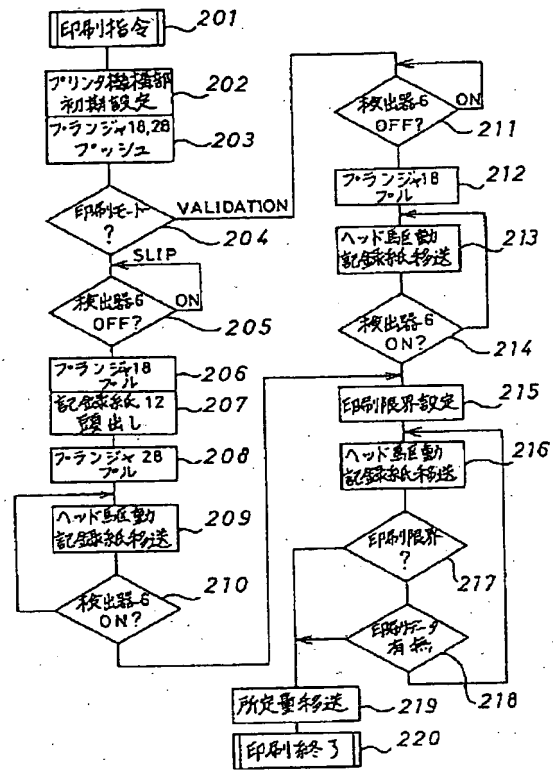 印刷指令
201
プリンタ機構部
初期設定
202
プランジャ18,28
プッシュ
203
印刷モード
?
204
VALIDATION
SLIP
検出器6
OFF?
ON
205
プランジャ18
プル
206
記録紙12
頭出し
207
プランジャ28
プル
208
ヘッド駆動
記録紙移送
209
検出器6
ON?
210
検出器6
OFF?
ON
211
プランジャ18
プル
212
ヘッド駆動
記録紙移送
213
検出器6
ON?
214
印刷限界設定
215
ヘッド駆動
記録紙移送
216
印刷限界
?
217
印刷データ
有無?
218
所定量移送
219
印刷終了
220